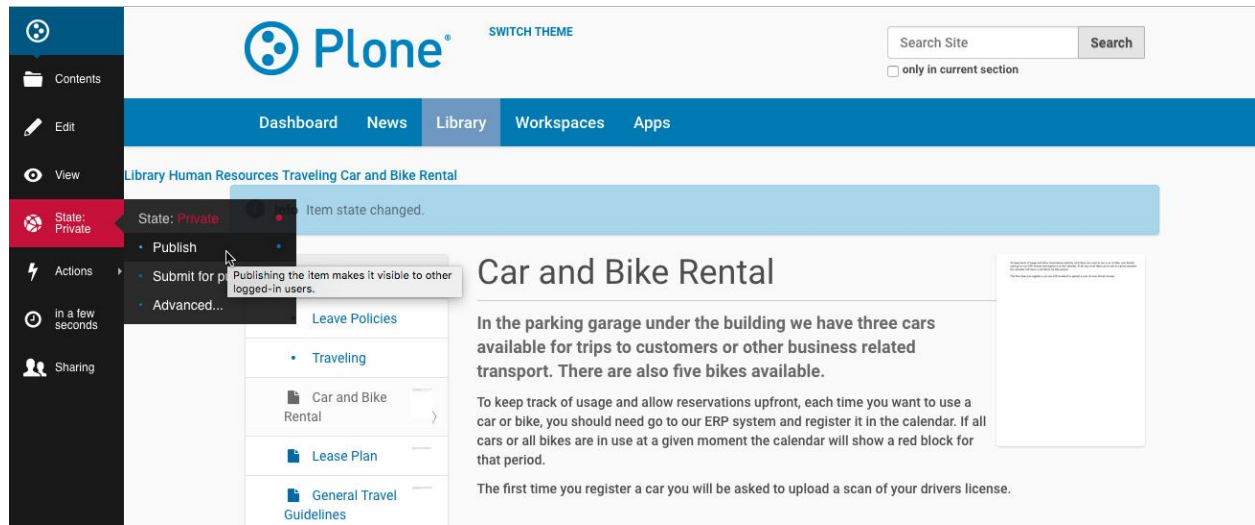 Plone®
SWITCH THEME
Search Site
Search
only in current section
Contents
Edit
View
State:
Private
Actions
in a few
seconds
Sharing
Dashboard News Library Workspaces Apps
Library Human Resources Traveling Car and Bike Rental
Item state changed.
State: Private
Publish
Submit for
Advanced...
Publishing the item makes it visible to other
logged-in users.
Leave Policies
Traveling
Car and Bike
Rental
Lease Plan
General Travel
Guidelines
Car and Bike Rental
In the parking garage under the building we have three cars
available for trips to customers or other business related
transport. There are also five bikes available.
To keep track of usage and allow reservations upfront, each time you want to use a
car or bike, you should need go to our ERP system and register it in the calendar. If all
cars or all bikes are in use at a given moment the calendar will show a red block for
that period.
The first time you register a car you will be asked to upload a scan of your drivers license.